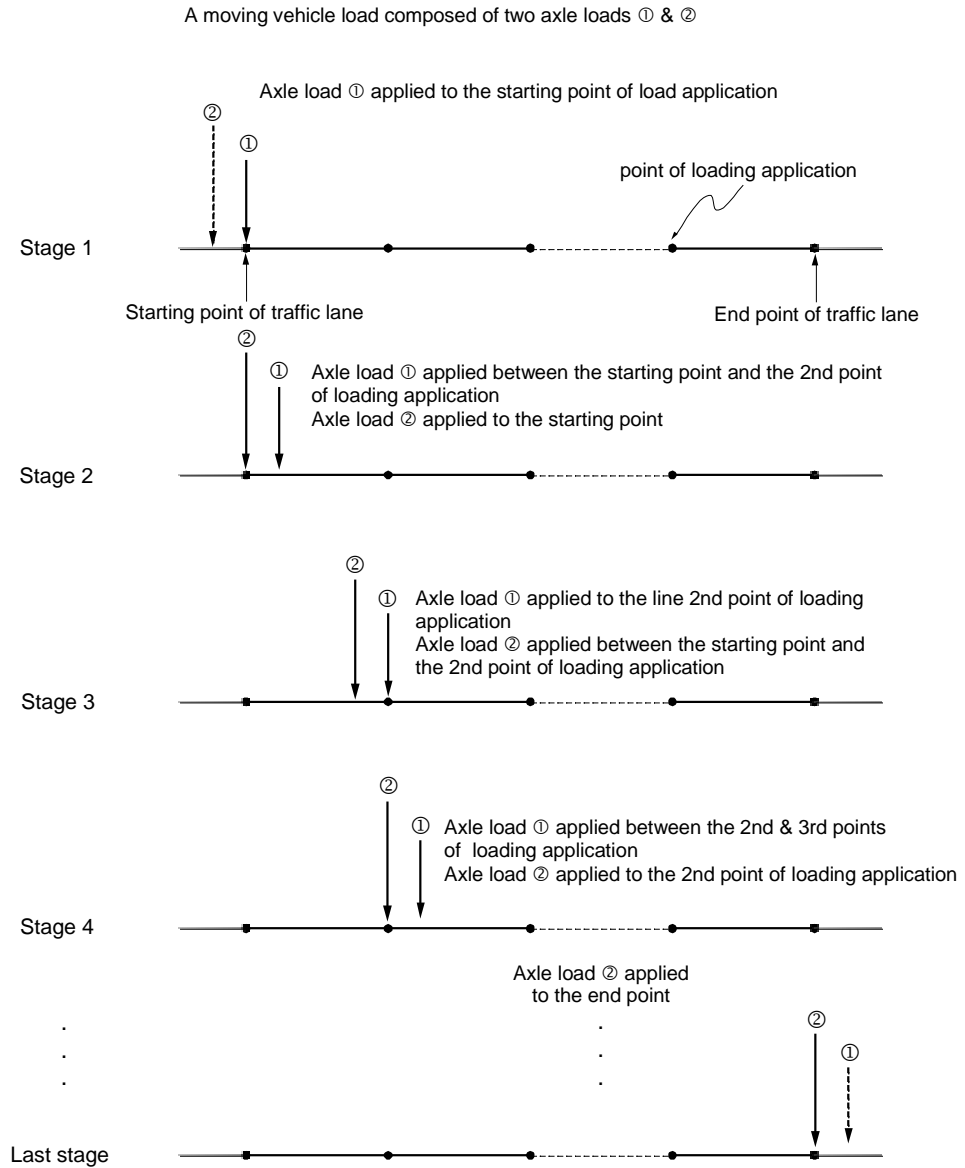 A moving vehicle load composed of two axle loads ① & ②
Axle load ① applied to the starting point of load application
②
①
point of loading application
Stage 1
Starting point of traffic lane
End point of traffic lane
②
①
Axle load ① applied between the starting point and the 2nd point
of loading application
Axle load ② applied to the starting point
Stage 2
②
①
Axle load ① applied to the line 2nd point of loading
application
Axle load ② applied between the starting point and
the 2nd point of loading application
Stage 3
②
①
Axle load ① applied between the 2nd & 3rd points
of loading application
Axle load ② applied to the 2nd point of loading application
Stage 4
Axle load ② applied
to the end point
②
①
Last stage